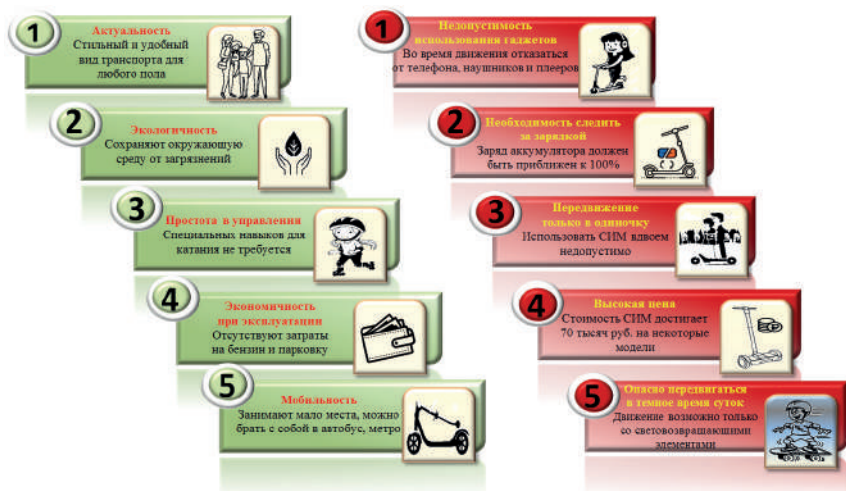 1
Актуальность
Стильный и удобный
вид транспорта для
любого пола
2
Экологичность
Сохраняют окружающую
среду от загрязнений
3
Простота в управлении
Специальных навыков для
катания не требуется
4
Экономичность
при эксплуатации
Отсутствуют затраты
на бензин и парковку
5
Мобильность
Занимают мало места, можно
брать с собой в автобус, метро
1
Недопустимость
использования гаджетов
Во время движения отказаться
от телефона, наушников и плееров
2
Необходимость следить
за зарядкой
Заряд аккумулятора должен
быть приближен к 100%
3
Передвижение
только в одиночку
Использовать СИМ вдвоем
недопустимо
4
Высокая цена
Стоимость СИМ достигает
70 тысяч руб. на некоторые
модели
5
Опасно передвигаться
в темное время суток
Движение возможно только
со световозвращающими
элементами